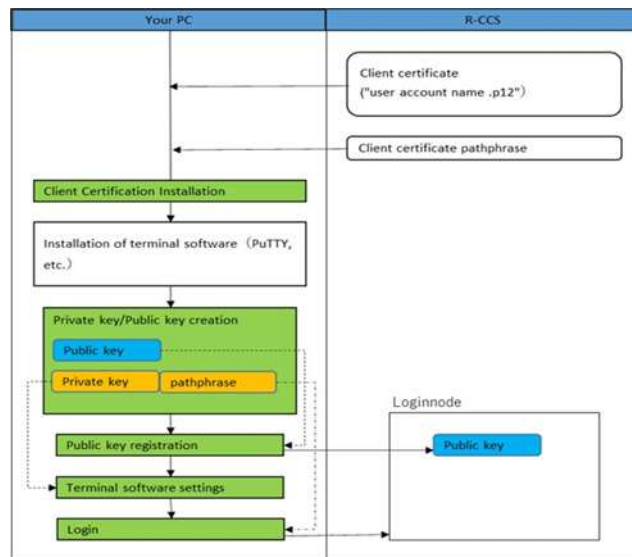 Your PC
R-CCS
Client certificate
("user account name .p12")
Client certificate pathphrase
Client Certification Installation
Installation of terminal software (PuTTY,
etc.)
Private key/Public key creation
Public key
Private key
pathphrase
Loginnode
Public key registration
Public key
Terminal software settings
Login